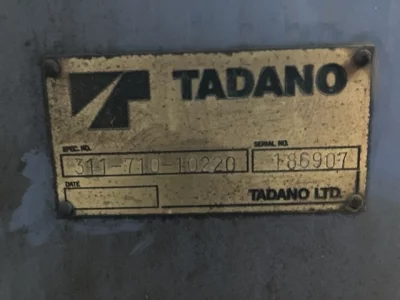 TADANO
SPEC. NO. SERIAL NO.
311-710-10220 186907
DATE
TADANO LTD.